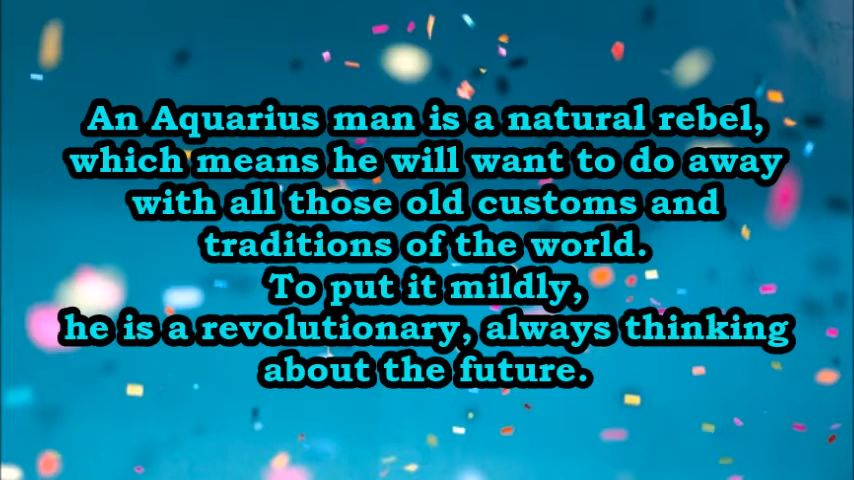 An Aquarius man is a natural rebel,
which means he will want to do away
with all those old customs and
traditions of the world.
To put it mildly,
he is a revolutionary, always thinking
about the future.